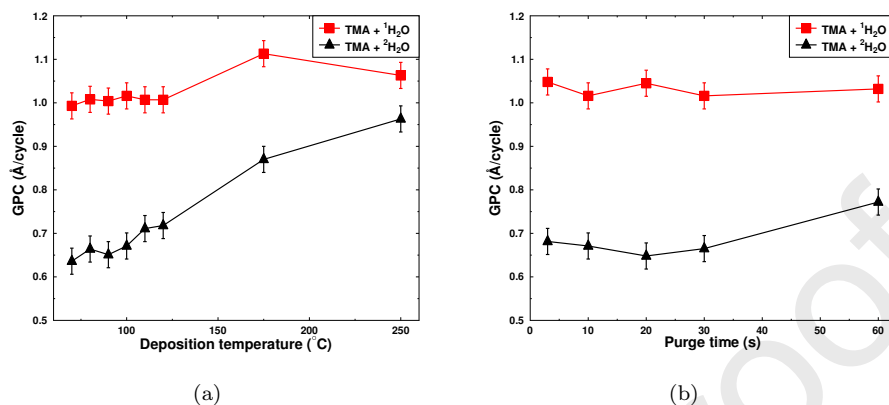 1.2
1.1
1.0
0.9
0.8
0.7
0.6
0.5
GPC (Å/cycle)
100
150
200
250
Deposition temperature (°C)
TMA + ¹H₂O
TMA + ²H₂O
(a)
1.2
1.1
1.0
0.9
0.8
0.7
0.6
0.5
GPC (Å/cycle)
0
10
20
30
40
50
60
Purge time (s)
TMA + ¹H₂O
TMA + ²H₂O
(b)